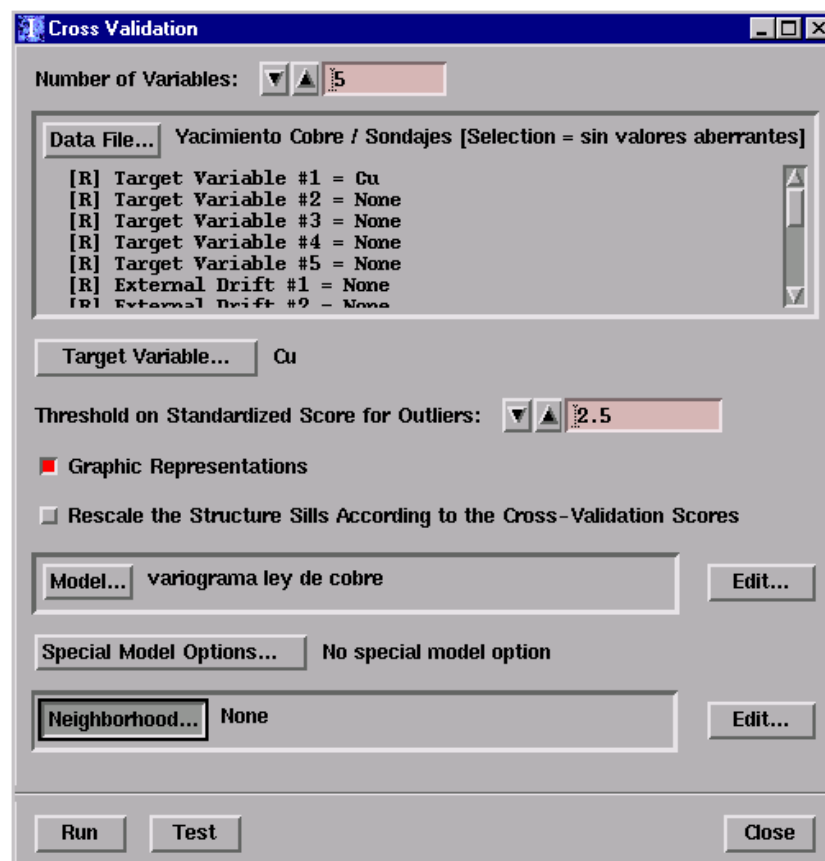 Cross Validation
Number of Variables: 5
Data File... Yacimiento Cobre / Sondajes [Selection = sin valores aberrantes]
[R] Target Variable #1 = Cu
[R] Target Variable #2 = None
[R] Target Variable #3 = None
[R] Target Variable #4 = None
[R] Target Variable #5 = None
[R] External Drift #1 = None
[R] External Drift #2 = None
Target Variable... Cu
Threshold on Standardized Score for Outliers: 2.5
Graphic Representations
Rescale the Structure Sills According to the Cross-Validation Scores
Model... variograma ley de cobre Edit...
Special Model Options... No special model option
Neighborhood... None Edit...
Run Test Close